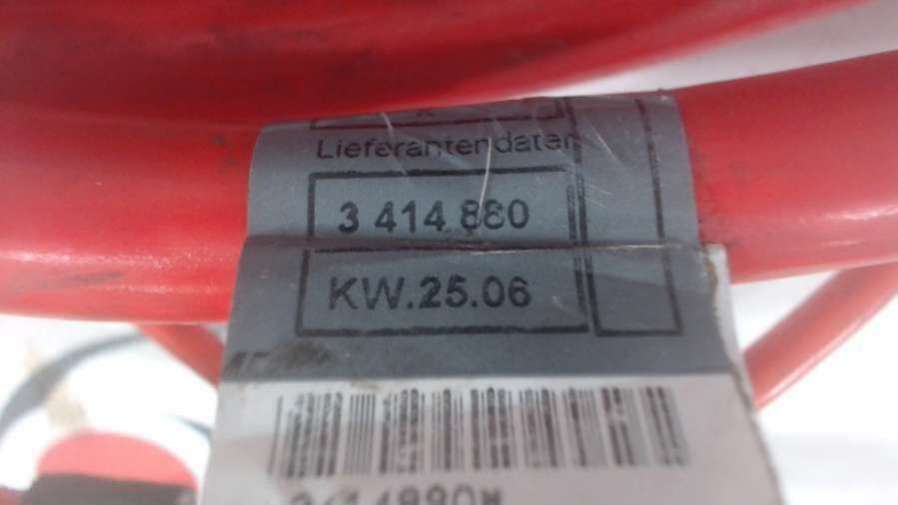 Lieferantendaten
3 414 880
KW.25.06